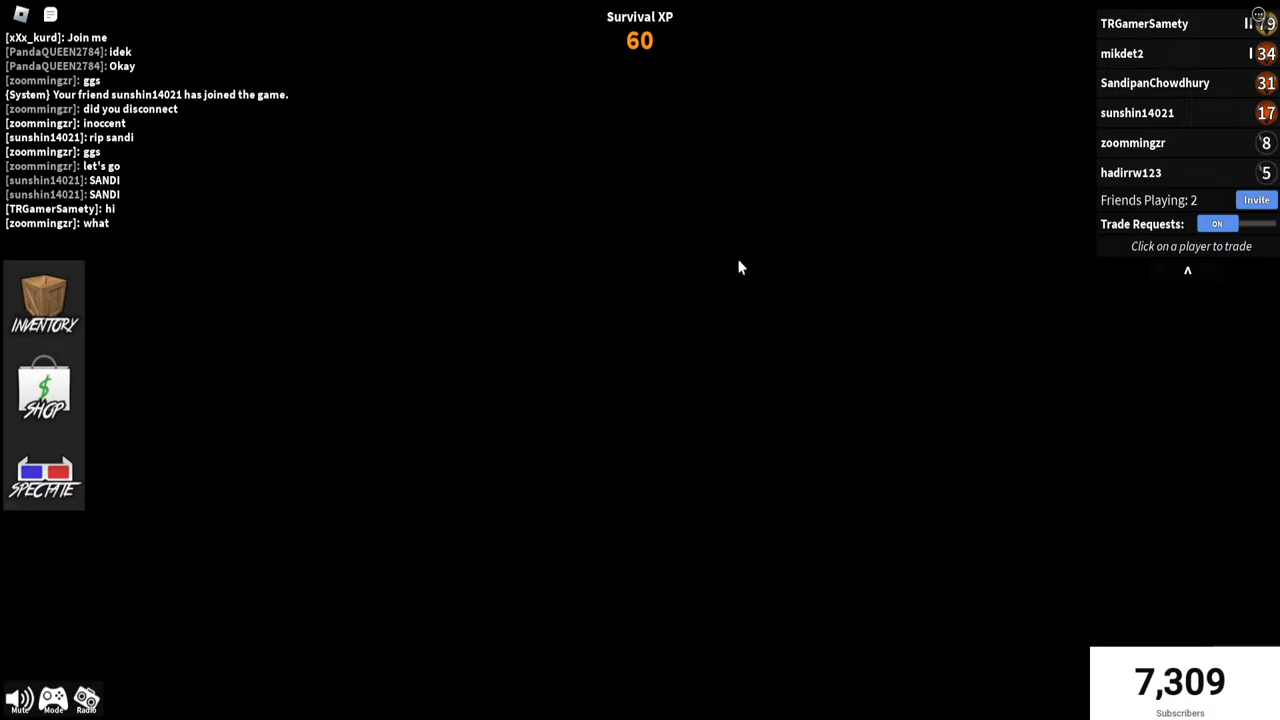 Survival XP
60
[xXx_kurd]: Join me
[PandaQUEEN2784]: idek
[PandaQUEEN2784]: Okay
[zoommingzr]: ggs
{System} Your friend sunshin14021 has joined the game.
[zoommingzr]: did you disconnect
[zoommingzr]: inoccent
[sunshin14021]: rip sandi
[zoommingzr]: ggs
[zoommingzr]: let's go
[sunshin14021]: SANDI
[sunshin14021]: SANDI
[TRGamerSamety]: hi
[zoommingzr]: what
TRGamerSamety
mikdet2 I 34
SandipanChowdhury 31
sunshin14021 17
zoommingzr 8
hadirrw123 5
Friends Playing: 2 Invite
Trade Requests: ON
Click on a player to trade
INVENTORY
$
SHOP
SPECTATE
Mute Mode Radio
7,309
Subscribers